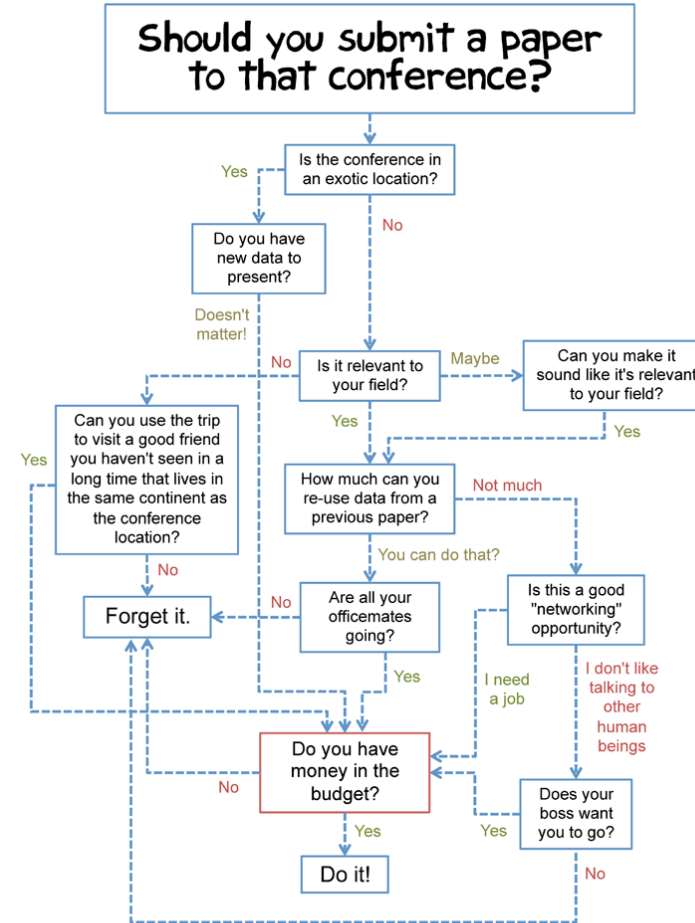 Should you submit a paper
to that conference?
Is the conference in
an exotic location?
Yes
No
Do you have
new data to
present?
Doesn't
matter!
No
Is it relevant to
your field?
Maybe
Can you make it
sound like it's relevant
to your field?
Yes
Yes
Can you use the trip
to visit a good friend
you haven't seen in a
long time that lives in
the same continent as
the conference
location?
Yes
How much can you
re-use data from a
previous paper?
Not much
You can do that?
No
Forget it.
No
Are all your
officemates
going?
Is this a good
"networking"
opportunity?
Yes
I need
a job
I don't like
talking to
other
human
beings
Do you have
money in the
budget?
No
Does your
boss want
you to go?
Yes
Yes
No
Do it!